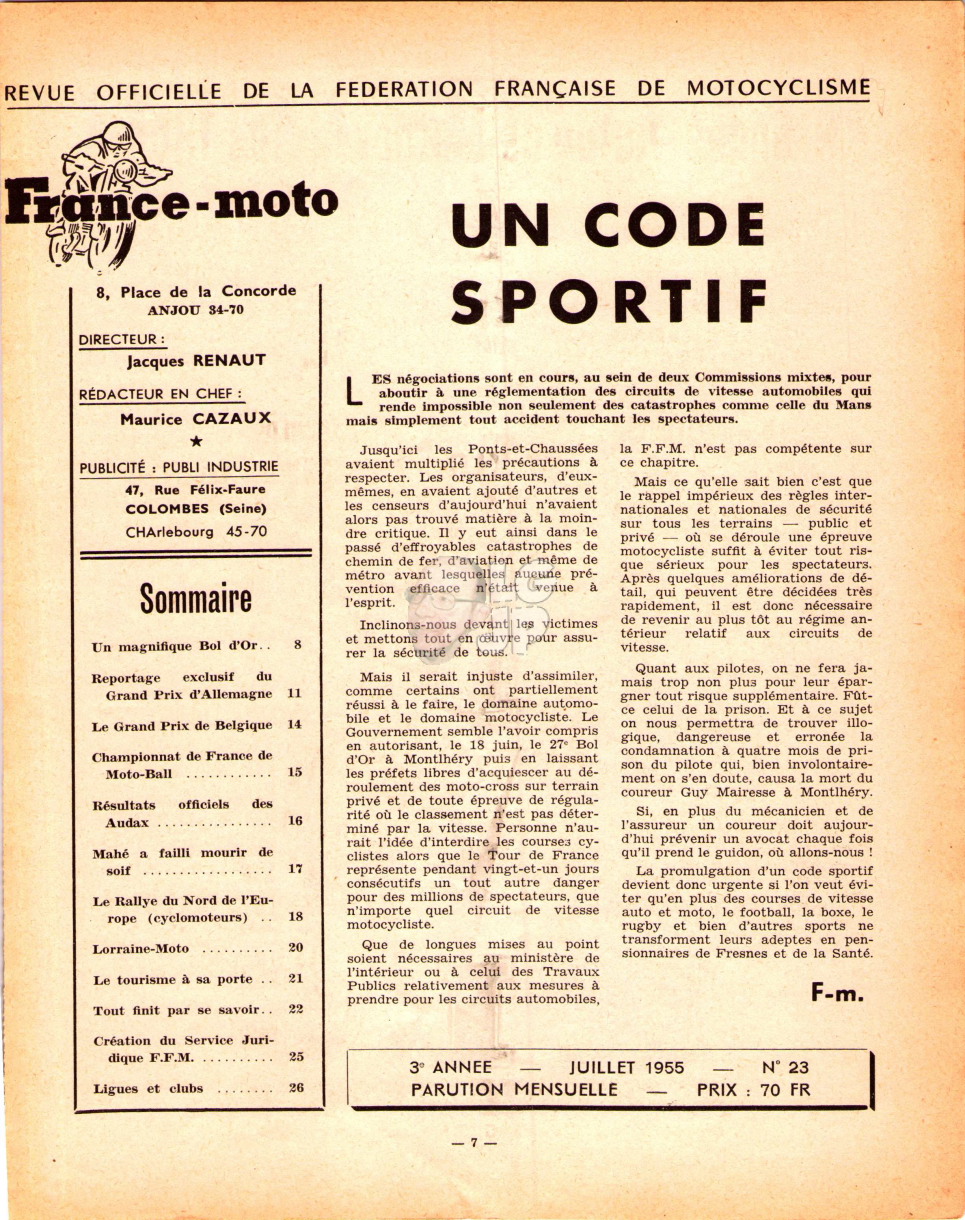 REVUE OFFICIELLE DE LA FEDERATION FRANÇAISE DE MOTOCYCLISME
France-moto
8, Place de la Concorde
ANJOU 34-70
DIRECTEUR :
Jacques RENAUT
RÉDACTEUR EN CHEF :
Maurice CAZAUX
★
PUBLICITÉ : PUBLI INDUSTRIE
47, Rue Félix-Faure
COLOMBES (Seine)
CHArlebourg 45-70
Sommaire
Un magnifique Bol d'Or.. 8
Reportage exclusif du
Grand Prix d'Allemagne 11
Le Grand Prix de Belgique 14
Championnat de France de
Moto-Ball ............ 15
Résultats officiels des
Audax ................ 16
Mahé a failli mourir de
soif .................. 17
Le Rallye du Nord de l'Eu-
rope (cyclomoteurs) .. 18
Lorraine-Moto .......... 20
Le tourisme à sa porte .. 21
Tout finit par se savoir.. 22
Création du Service Juri-
dique F.F.M. .......... 25
Ligues et clubs ........ 26
UN CODE
SPORTIF
LES négociations sont en cours, au sein de deux Commissions mixtes, pour
aboutir à une réglementation des circuits de vitesse automobiles qui
rende impossible non seulement des catastrophes comme celle du Mans
mais simplement tout accident touchant les spectateurs.
Jusqu'ici les Ponts-et-Chaussées
avaient multiplié les précautions à
respecter. Les organisateurs, d'eux-
mêmes, en avaient ajouté d'autres et
les censeurs d'aujourd'hui n'avaient
alors pas trouvé matière à la moin-
dre critique. Il y eut ainsi dans le
passé d'effroyables catastrophes de
chemin de fer, d'aviation et même de
métro avant lesquelles aucune pré-
vention efficace n'était venue à
l'esprit.
Inclinons-nous devant les victimes
et mettons tout en œuvre pour assu-
rer la sécurité de tous.
Mais il serait injuste d'assimiler,
comme certains ont partiellement
réussi à le faire, le domaine automo-
bile et le domaine motocycliste. Le
Gouvernement semble l'avoir compris
en autorisant, le 18 juin, le 27e Bol
d'Or à Montlhéry puis en laissant
les préfets libres d'acquiescer au dé-
roulement des moto-cross sur terrain
privé et de toute épreuve de régula-
rité où le classement n'est pas déter-
miné par la vitesse. Personne n'au-
rait l'idée d'interdire les courses cy-
clistes alors que le Tour de France
représente pendant vingt-et-un jours
consécutifs un tout autre danger
pour des millions de spectateurs, que
n'importe quel circuit de vitesse
motocycliste.
Que de longues mises au point
soient nécessaires au ministère de
l'intérieur ou à celui des Travaux
Publics relativement aux mesures à
prendre pour les circuits automobiles,
la F.F.M. n'est pas compétente sur
ce chapitre.
Mais ce qu'elle sait bien c'est que
le rappel impérieux des règles inter-
nationales et nationales de sécurité
sur tous les terrains — public et
privé — où se déroule une épreuve
motocycliste suffit à éviter tout ris-
que sérieux pour les spectateurs.
Après quelques améliorations de dé-
tail, qui peuvent être décidées très
rapidement, il est donc nécessaire
de revenir au plus tôt au régime an-
térieur relatif aux circuits de
vitesse.
Quant aux pilotes, on ne fera ja-
mais trop non plus pour leur épar-
gner tout risque supplémentaire. Fût-
ce celui de la prison. Et à ce sujet
on nous permettra de trouver illo-
gique, dangereuse et erronée la
condamnation à quatre mois de pri-
son du pilote qui, bien involontaire-
ment on s'en doute, causa la mort du
coureur Guy Mairesse à Montlhéry.
Si, en plus du mécanicien et de
l'assureur un coureur doit aujour-
d'hui prévenir un avocat chaque fois
qu'il prend le guidon, où allons-nous !
La promulgation d'un code sportif
devient donc urgente si l'on veut évi-
ter qu'en plus des courses de vitesse
auto et moto, le football, la boxe, le
rugby et bien d'autres sports ne
transforment leurs adeptes en pen-
sionnaires de Fresnes et de la Santé.
F-m.
3e ANNEE — JUILLET 1955 — N° 23
PARUTION MENSUELLE — PRIX : 70 FR
— 7 —